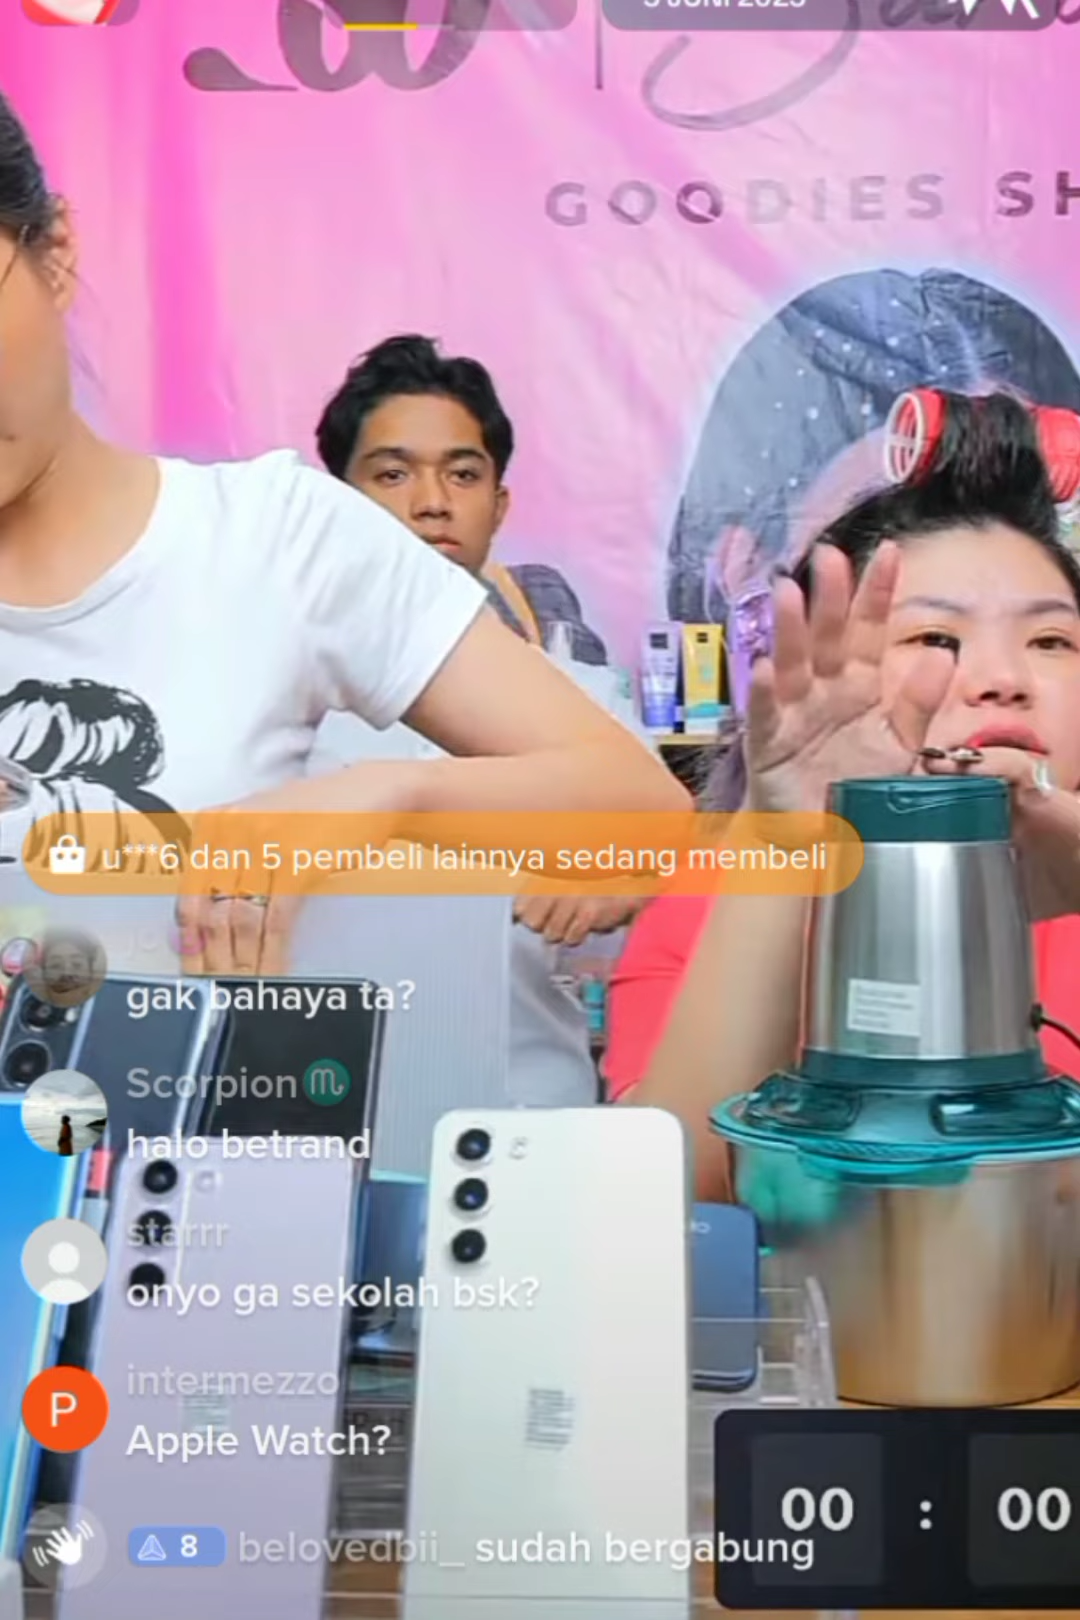 GOODIES SH
u***6 dan 5 pembeli lainnya sedang membeli
gak bahaya ta?
Scorpion ♏
halo betrand
starrr
onyo ga sekolah bsk?
intermezzo
P
Apple Watch?
8 belovedbii_ sudah bergabung
00 : 00